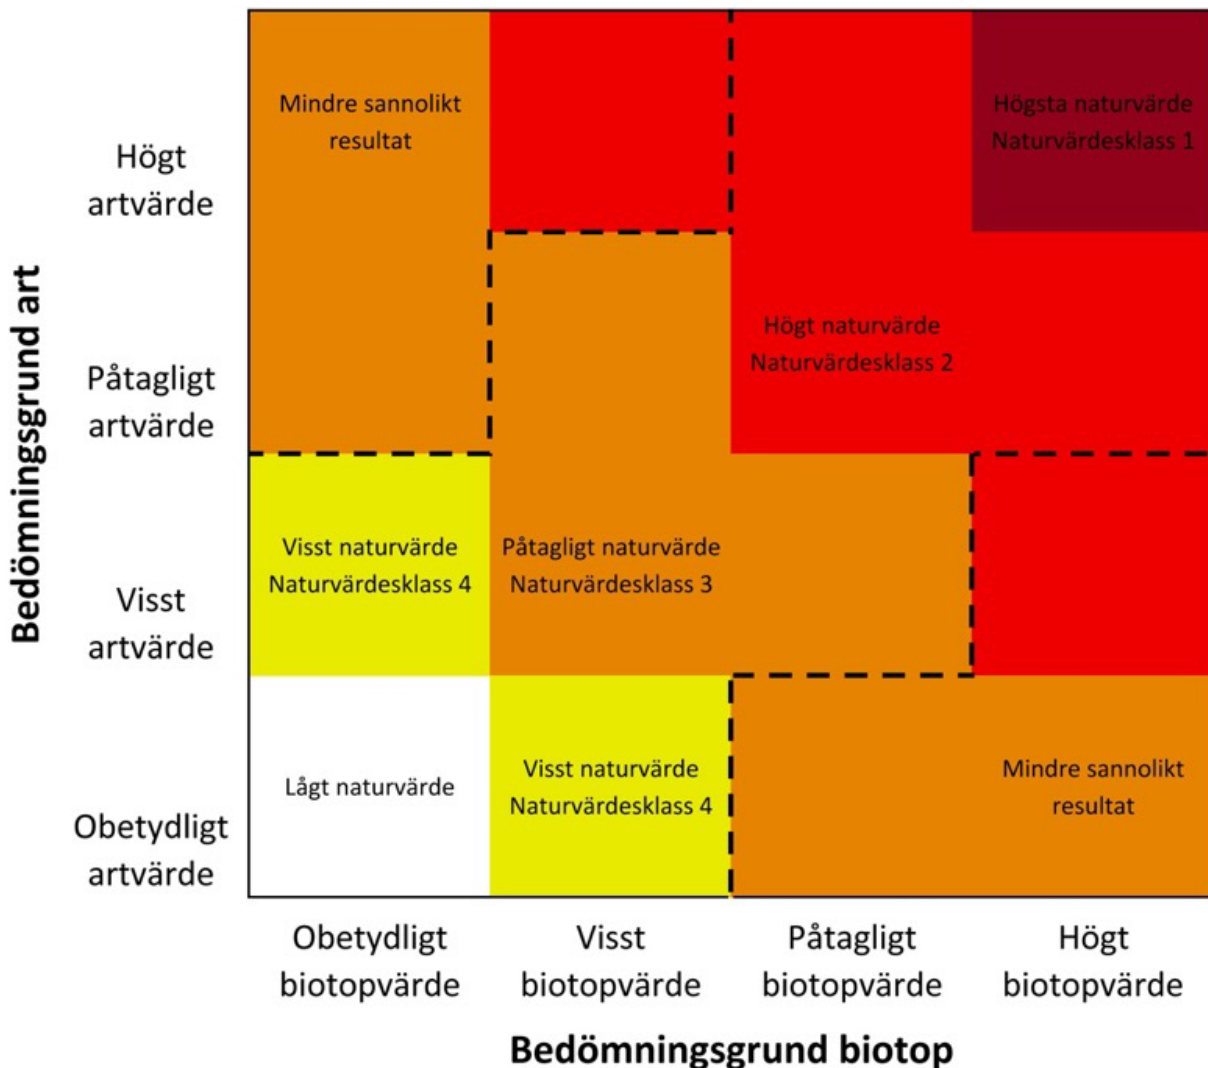 Bedömningsgrund art
Högt
artvärde
Mindre sannolikt
resultat
Högsta naturvärde
Naturvärdesklass 1
Påtagligt
artvärde
Högt naturvärde
Naturvärdesklass 2
Visst
artvärde
Visst naturvärde
Naturvärdesklass 4
Påtagligt naturvärde
Naturvärdesklass 3
Obetydligt
artvärde
Lågt naturvärde
Visst naturvärde
Naturvärdesklass 4
Mindre sannolikt
resultat
Obetydligt
biotopvärde
Visst
biotopvärde
Påtagligt
biotopvärde
Högt
biotopvärde
Bedömningsgrund biotop